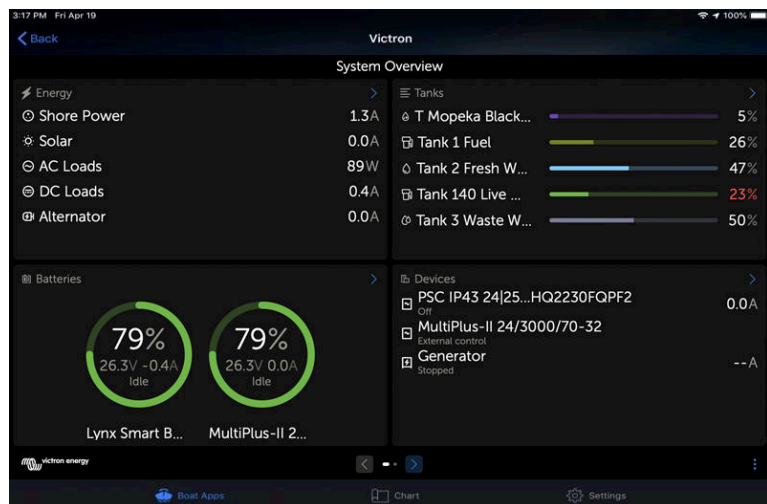 3:17 PM Fri Apr 19
100%
Back
Victron
System Overview
Energy
Shore Power 1.3A
Solar 0.0A
AC Loads 89W
DC Loads 0.4A
Alternator 0.0A
Tanks
T Mopeka Black... 5%
Tank 1 Fuel 26%
Tank 2 Fresh W... 47%
Tank 140 Live ... 23%
Tank 3 Waste W... 50%
Batteries
79%
26.3V -0.4A
Idle
Lynx Smart B...
79%
26.3V 0.0A
Idle
MultiPlus-II 2...
Devices
PSC IP43 24|25...HQ2230FQPF2 0.0A
Off
MultiPlus-II 24/3000/70-32
External control
Generator --A
Stopped
victron energy
Boat Apps
Chart
Settings